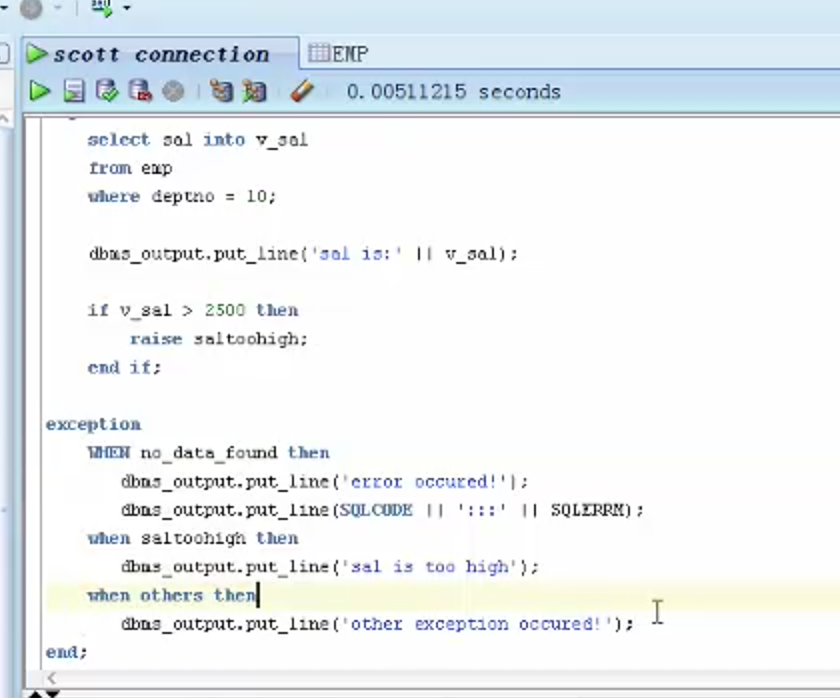 scott connection
EMP
0.00511215 seconds
select sal into v_sal
from emp
where deptno = 10;
dbms_output.put_line('sal is:' || v_sal);
if v_sal > 2500 then
raise saltoohigh;
end if;
exception
WHEN no_data_found then
dbms_output.put_line('error occured!');
dbms_output.put_line(SQLCODE || ':::' || SQLERRM);
when saltoohigh then
dbms_output.put_line('sal is too high');
when others then
dbms_output.put_line('other exception occured!');
end;